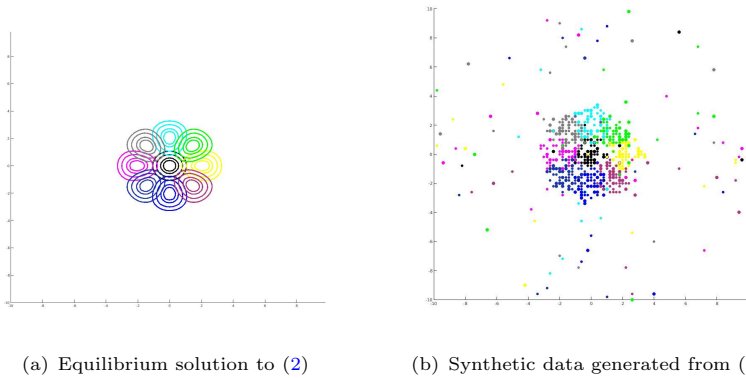 (a) Equilibrium solution to (2)
(b) Synthetic data generated from (